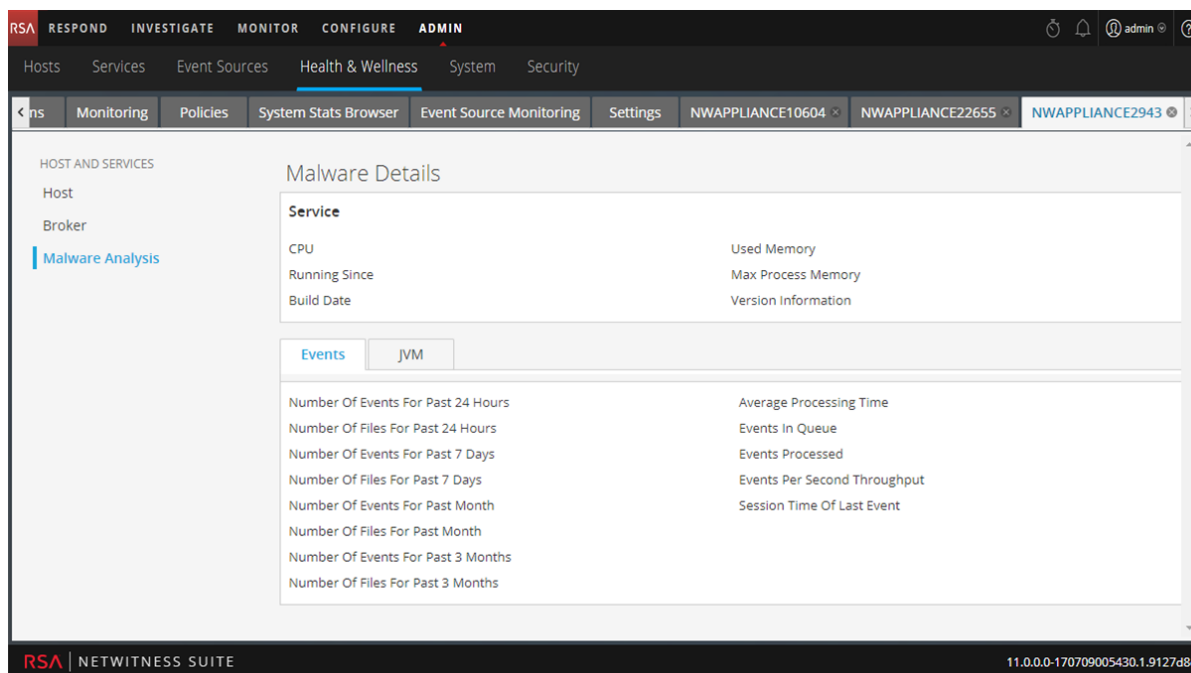 RSA RESPOND INVESTIGATE MONITOR CONFIGURE ADMIN admin
Hosts Services Event Sources Health & Wellness System Security
ns Monitoring Policies System Stats Browser Event Source Monitoring Settings NWAPPLIANCE10604 NWAPPLIANCE22655 NWAPPLIANCE2943
HOST AND SERVICES
Host
Broker
Malware Analysis
Malware Details
Service
CPU Used Memory
Running Since Max Process Memory
Build Date Version Information
Events JVM
Number Of Events For Past 24 Hours Average Processing Time
Number Of Files For Past 24 Hours Events In Queue
Number Of Events For Past 7 Days Events Processed
Number Of Files For Past 7 Days Events Per Second Throughput
Number Of Events For Past Month Session Time Of Last Event
Number Of Files For Past Month
Number Of Events For Past 3 Months
Number Of Files For Past 3 Months
RSA | NETWITNESS SUITE 11.0.0.0-170709005430.1.9127d8